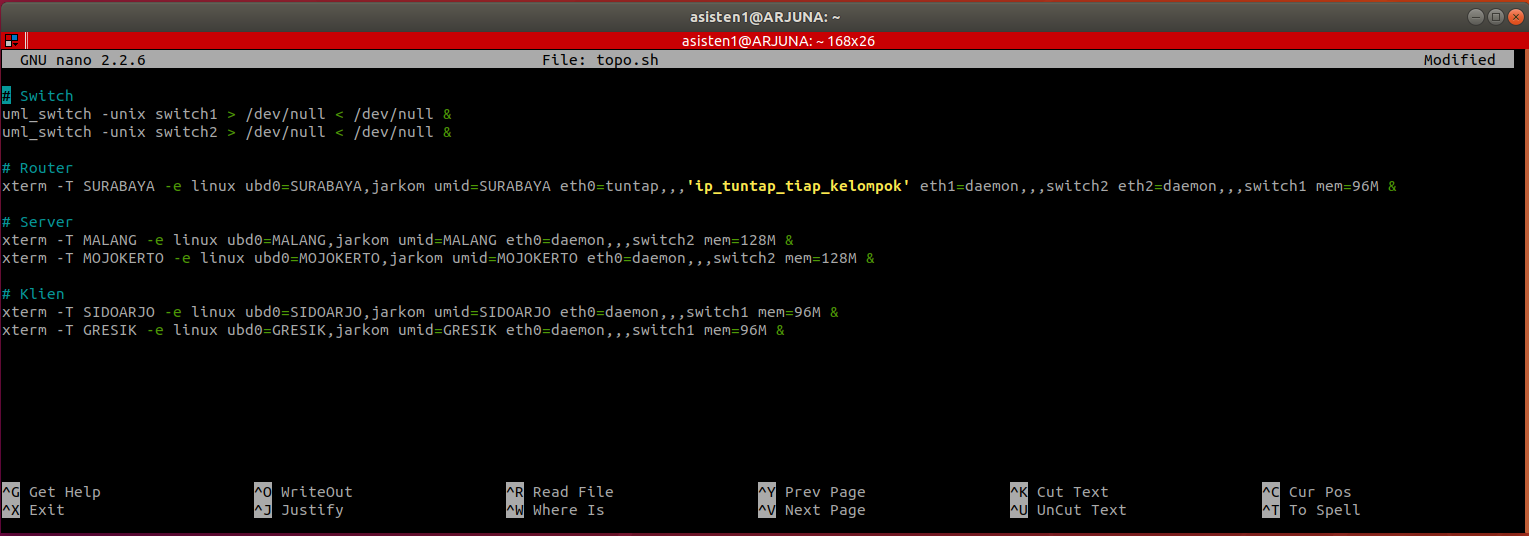 asisten1@ARJUNA: ~
asisten1@ARJUNA: ~ 168x26
GNU nano 2.2.6 File: topo.sh Modified
# Switch
uml_switch -unix switch1 > /dev/null < /dev/null &
uml_switch -unix switch2 > /dev/null < /dev/null &
# Router
xterm -T SURABAYA -e linux ubd0=SURABAYA,jarkom umid=SURABAYA eth0=tuntap,,,'ip_tuntap_tiap_kelompok' eth1=daemon,,,switch2 eth2=daemon,,,switch1 mem=96M &
# Server
xterm -T MALANG -e linux ubd0=MALANG,jarkom umid=MALANG eth0=daemon,,,switch2 mem=128M &
xterm -T MOJOKERTO -e linux ubd0=MOJOKERTO,jarkom umid=MOJOKERTO eth0=daemon,,,switch2 mem=128M &
# Klien
xterm -T SIDOARJO -e linux ubd0=SIDOARJO,jarkom umid=SIDOARJO eth0=daemon,,,switch1 mem=96M &
xterm -T GRESIK -e linux ubd0=GRESIK,jarkom umid=GRESIK eth0=daemon,,,switch1 mem=96M &
^G Get Help ^O WriteOut ^R Read File ^Y Prev Page ^K Cut Text ^C Cur Pos
^X Exit ^J Justify ^W Where Is ^V Next Page ^U UnCut Text ^T To Spell